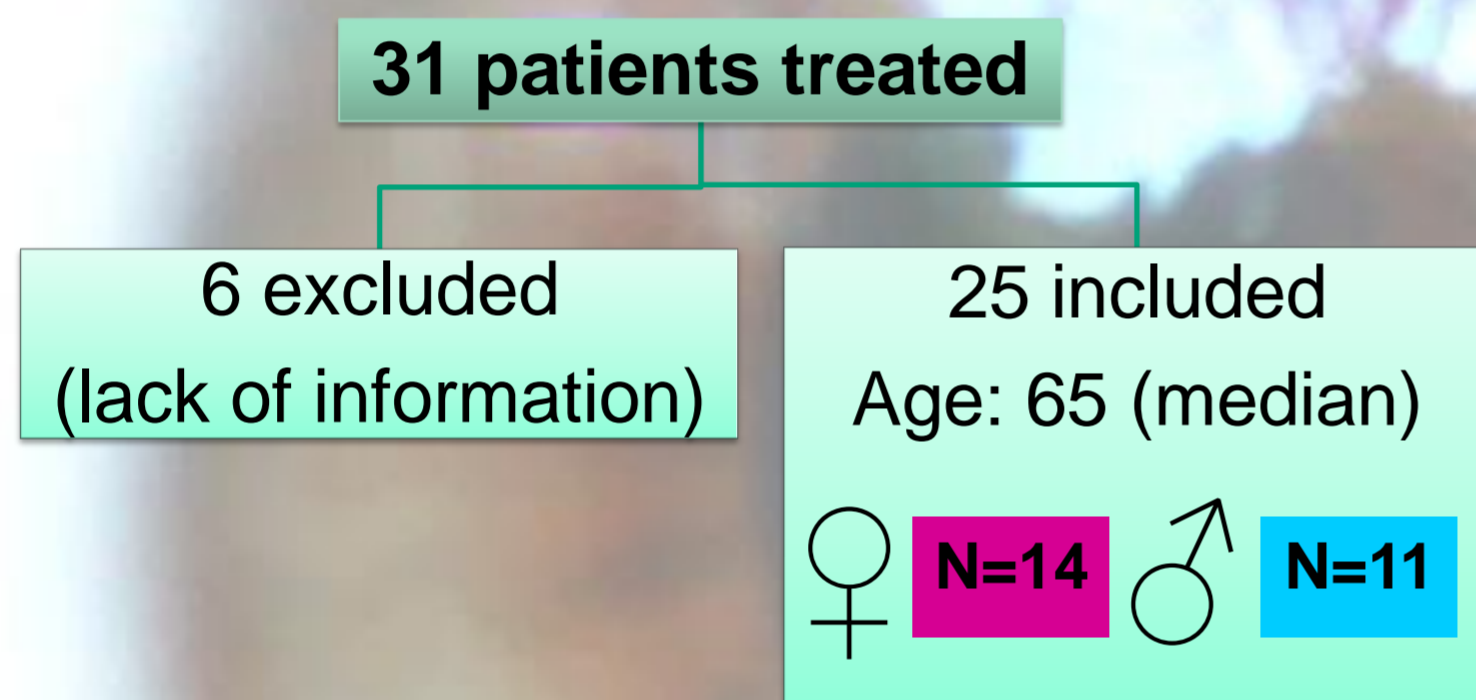 31 patients treated
6 excluded
(lack of information)
25 included
Age: 65 (median)
♀ N=14 ♂ N=11